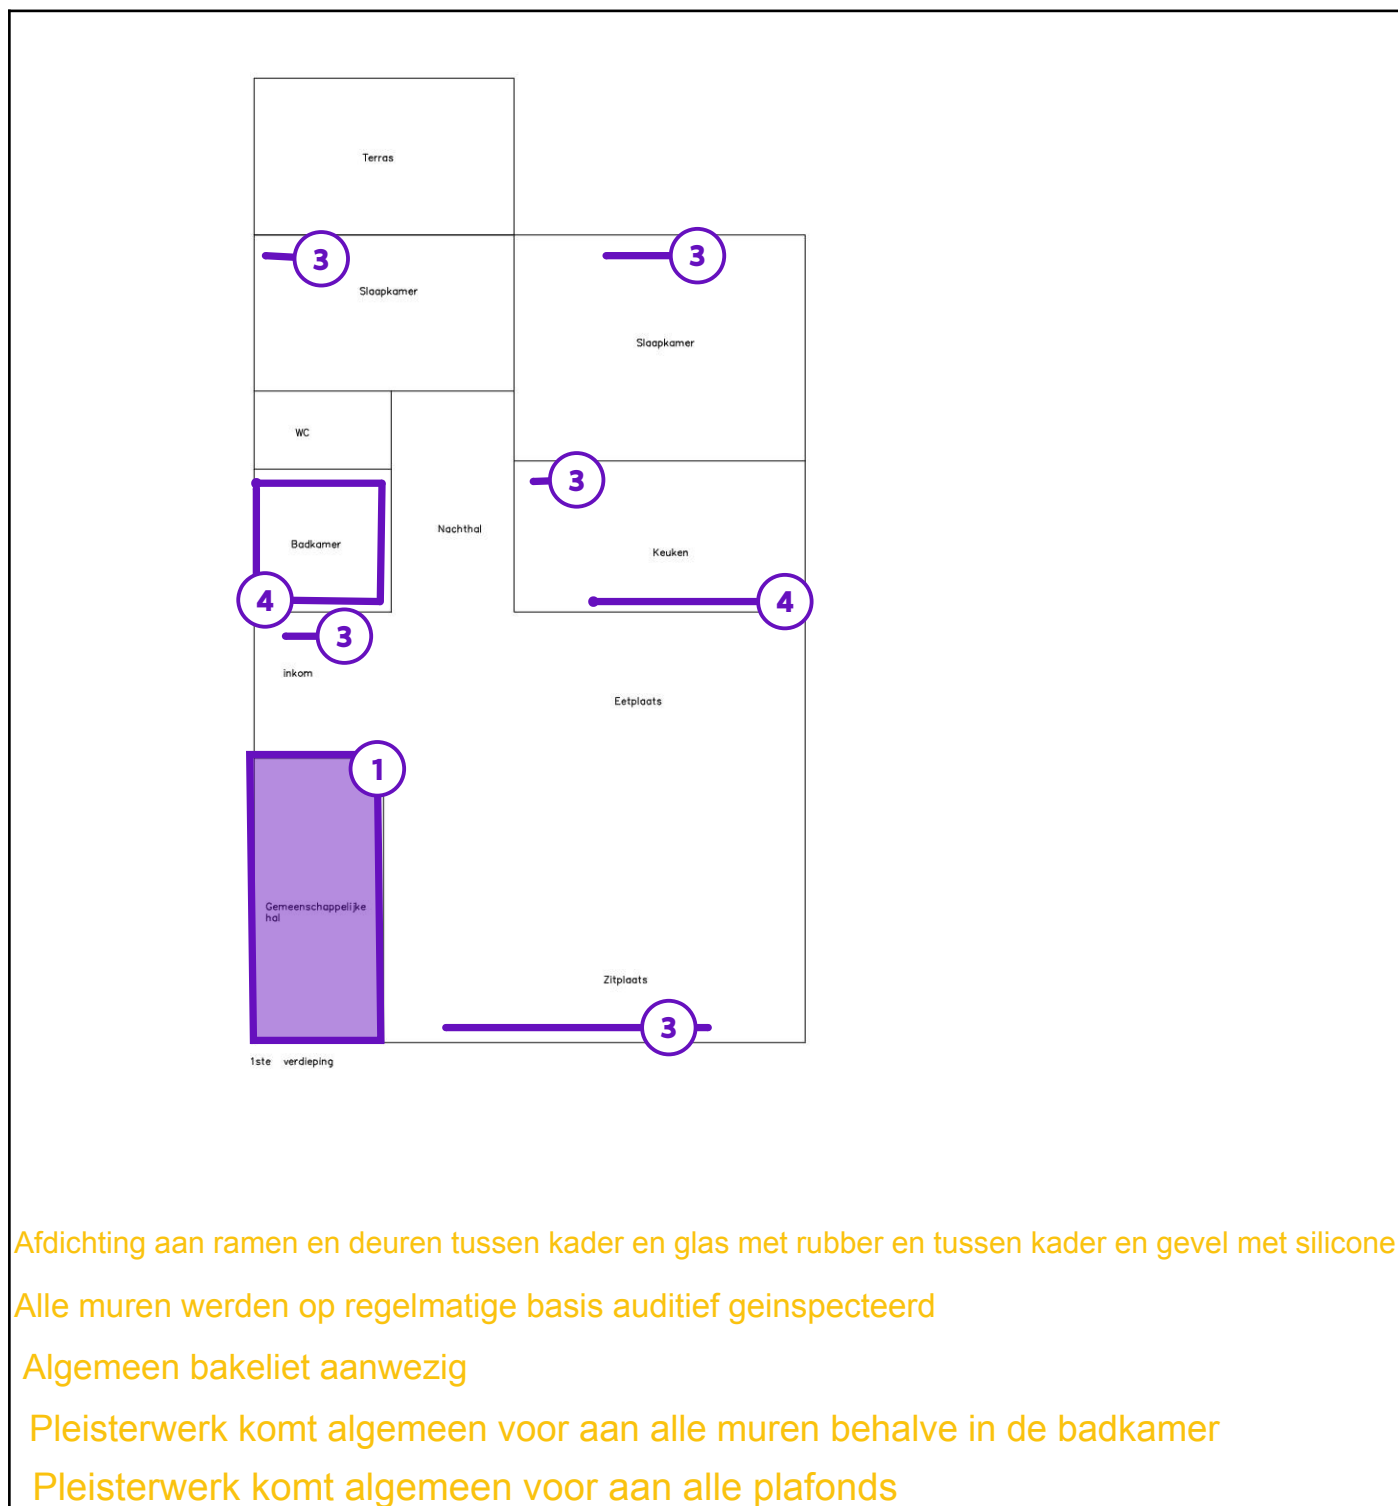 Terras
3
3
Slaapkamer
Slaapkamer
WC
3
Nachthal
Badkamer
Keuken
4
4
3
inkom
Eetplaats
1
Gemeenschappelijke
hal
Zitplaats
3
1ste verdieping
Afdichting aan ramen en deuren tussen kader en glas met rubber en tussen kader en gevel met silicone
Alle muren werden op regelmatige basis auditief geinspecteerd
Algemeen bakeliet aanwezig
Pleisterwerk komt algemeen voor aan alle muren behalve in de badkamer
Pleisterwerk komt algemeen voor aan alle plafonds